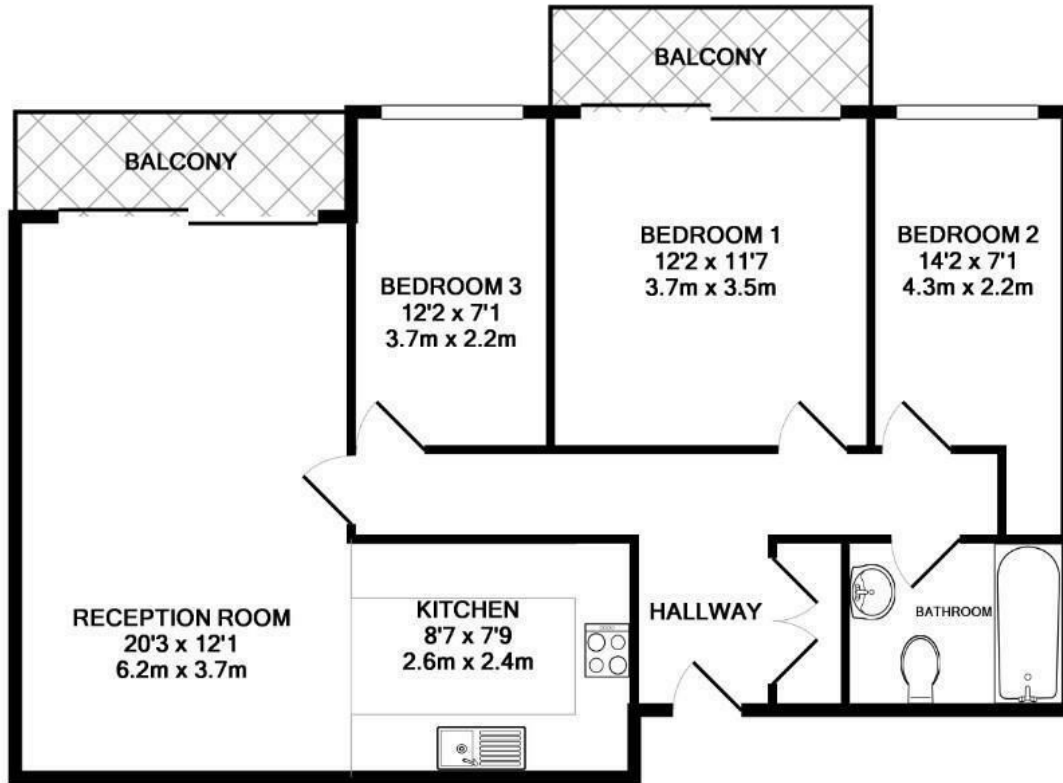 BALCONY
BALCONY
BEDROOM 1
12'2 x 11'7
3.7m x 3.5m
BEDROOM 2
14'2 x 7'1
4.3m x 2.2m
BEDROOM 3
12'2 x 7'1
3.7m x 2.2m
RECEPTION ROOM
20'3 x 12'1
6.2m x 3.7m
KITCHEN
8'7 x 7'9
2.6m x 2.4m
HALLWAY
BATHROOM